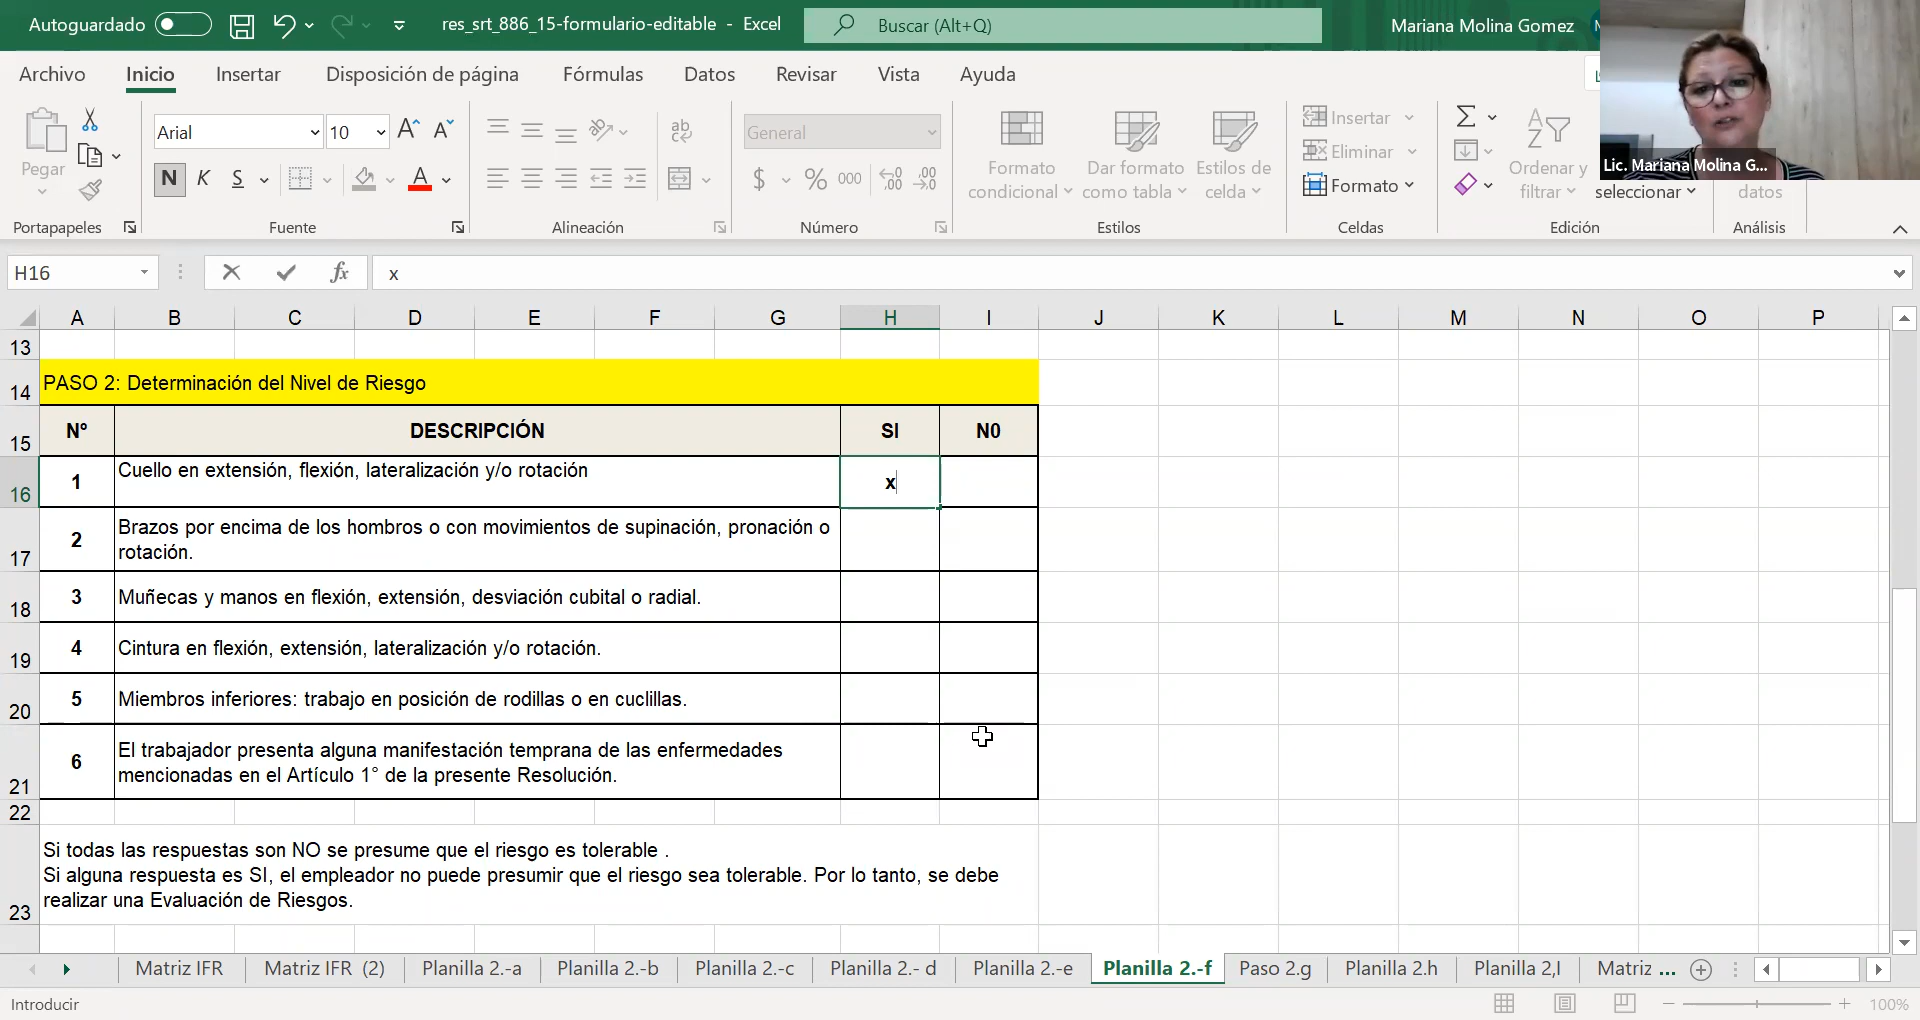 Autoguardado
res_srt_886_15-formulario-editable - Excel
Buscar (Alt+Q)
Mariana Molina Gomez
Archivo Inicio Insertar Disposición de página Fórmulas Datos Revisar Vista Ayuda
Pegar
Portapapeles
Arial 10
N K S
Fuente
ab
Alineación
General
$ % 000
Número
Formato condicional
Dar formato como tabla
Estilos de celda
Estilos
Insertar
Eliminar
Formato
Celdas
Ordenar y filtrar
seleccionar
Edición
datos
Análisis
Lic. Mariana Molina G...
H16 fx x
A B C D E F G H I J K L M N O P
13
14 PASO 2: Determinación del Nivel de Riesgo
15 Nº DESCRIPCIÓN SI N0
16 1 Cuello en extensión, flexión, lateralización y/o rotación x
17 2 Brazos por encima de los hombros o con movimientos de supinación, pronación o
rotación.
18 3 Muñecas y manos en flexión, extensión, desviación cubital o radial.
19 4 Cintura en flexión, extensión, lateralización y/o rotación.
20 5 Miembros inferiores: trabajo en posición de rodillas o en cuclillas.
21 6 El trabajador presenta alguna manifestación temprana de las enfermedades
mencionadas en el Artículo 1° de la presente Resolución.
22
23 Si todas las respuestas son NO se presume que el riesgo es tolerable .
Si alguna respuesta es SI, el empleador no puede presumir que el riesgo sea tolerable. Por lo tanto, se debe
realizar una Evaluación de Riesgos.
Matriz IFR Matriz IFR (2) Planilla 2.-a Planilla 2.-b Planilla 2.-c Planilla 2.- d Planilla 2.-e Planilla 2.-f Paso 2.g Planilla 2.h Planilla 2,I Matriz ...
Introducir
100%